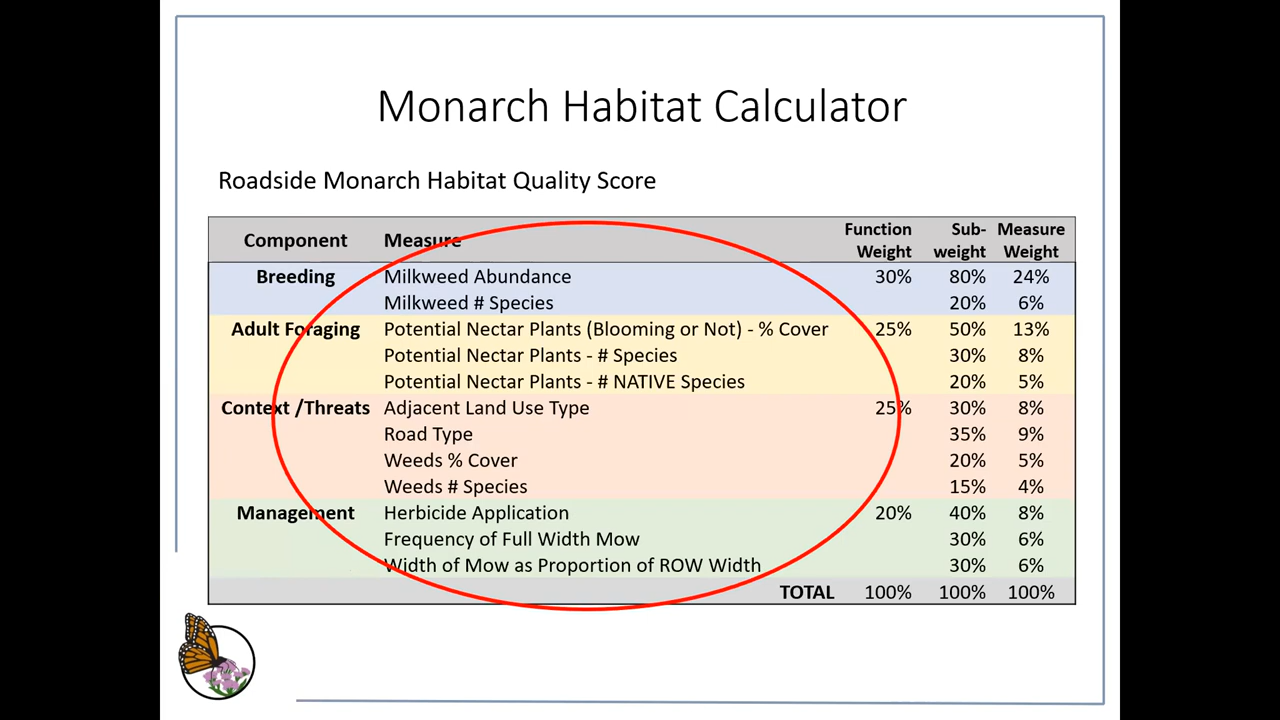 Monarch Habitat Calculator
Roadside Monarch Habitat Quality Score
Component Measure Function Weight Sub-weight Measure Weight
Breeding Milkweed Abundance 30% 80% 24%
Milkweed # Species 20% 6%
Adult Foraging Potential Nectar Plants (Blooming or Not) - % Cover 25% 50% 13%
Potential Nectar Plants - # Species 30% 8%
Potential Nectar Plants - # NATIVE Species 20% 5%
Context /Threats Adjacent Land Use Type 25% 30% 8%
Road Type 35% 9%
Weeds % Cover 20% 5%
Weeds # Species 15% 4%
Management Herbicide Application 20% 40% 8%
Frequency of Full Width Mow 30% 6%
Width of Mow as Proportion of ROW Width 30% 6%
TOTAL 100% 100% 100%